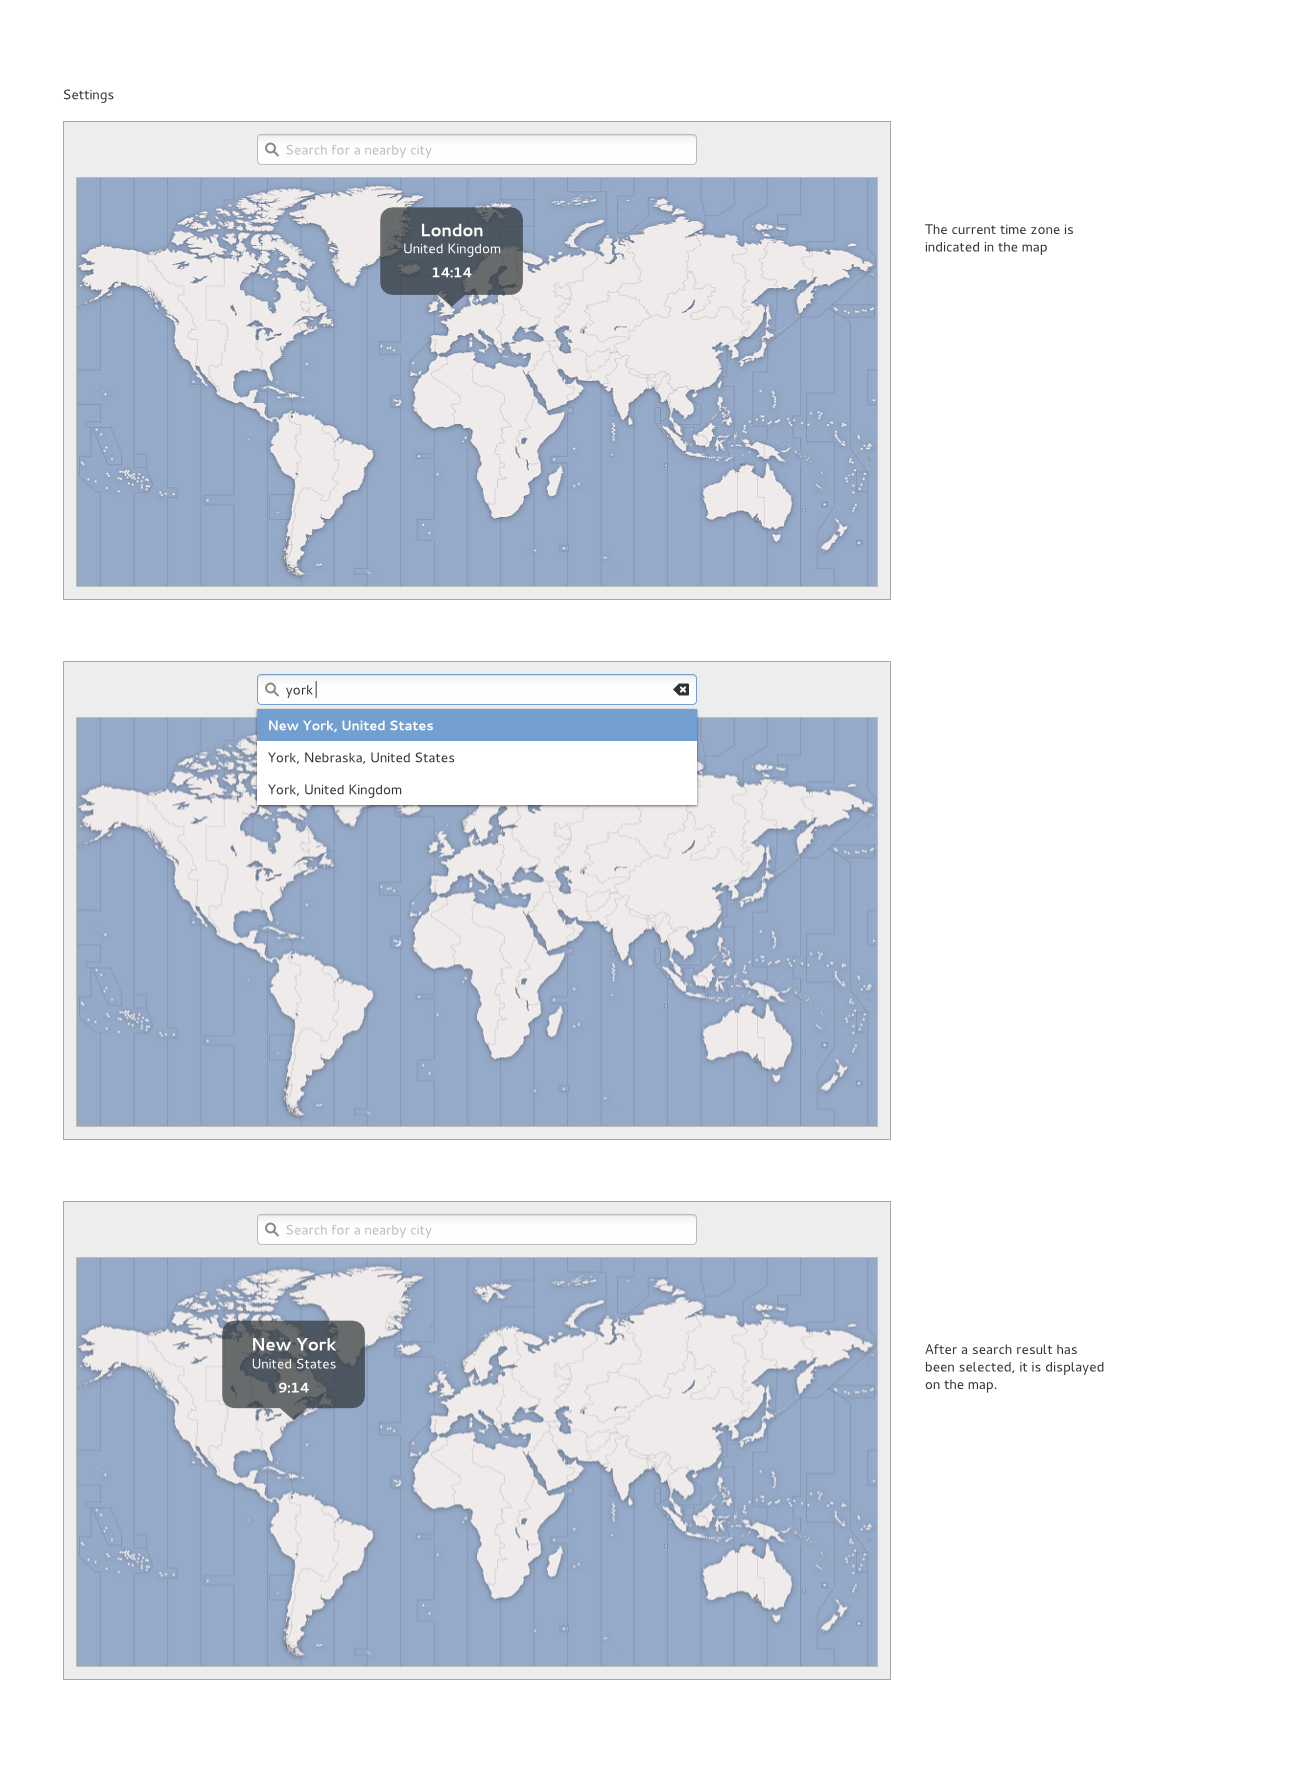 Settings
Search for a nearby city
London
United Kingdom
14:14
The current time zone is
indicated in the map
york
New York, United States
York, Nebraska, United States
York, United Kingdom
Search for a nearby city
New York
United States
9:14
After a search result has
been selected, it is displayed
on the map.